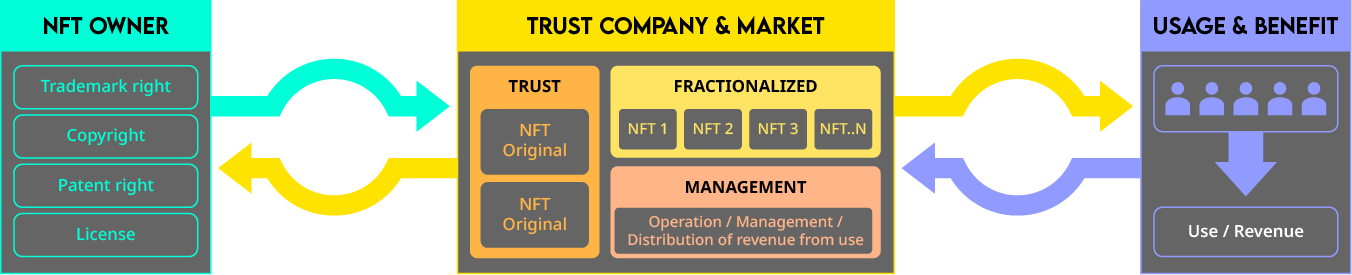 NFT OWNER
Trademark right
Copyright
Patent right
License
TRUST COMPANY & MARKET
TRUST
NFT
Original
NFT
Original
FRACTIONALIZED
NFT 1
NFT 2
NFT 3
NFT..N
MANAGEMENT
Operation / Management /
Distribution of revenue from use
USAGE & BENEFIT
Use / Revenue